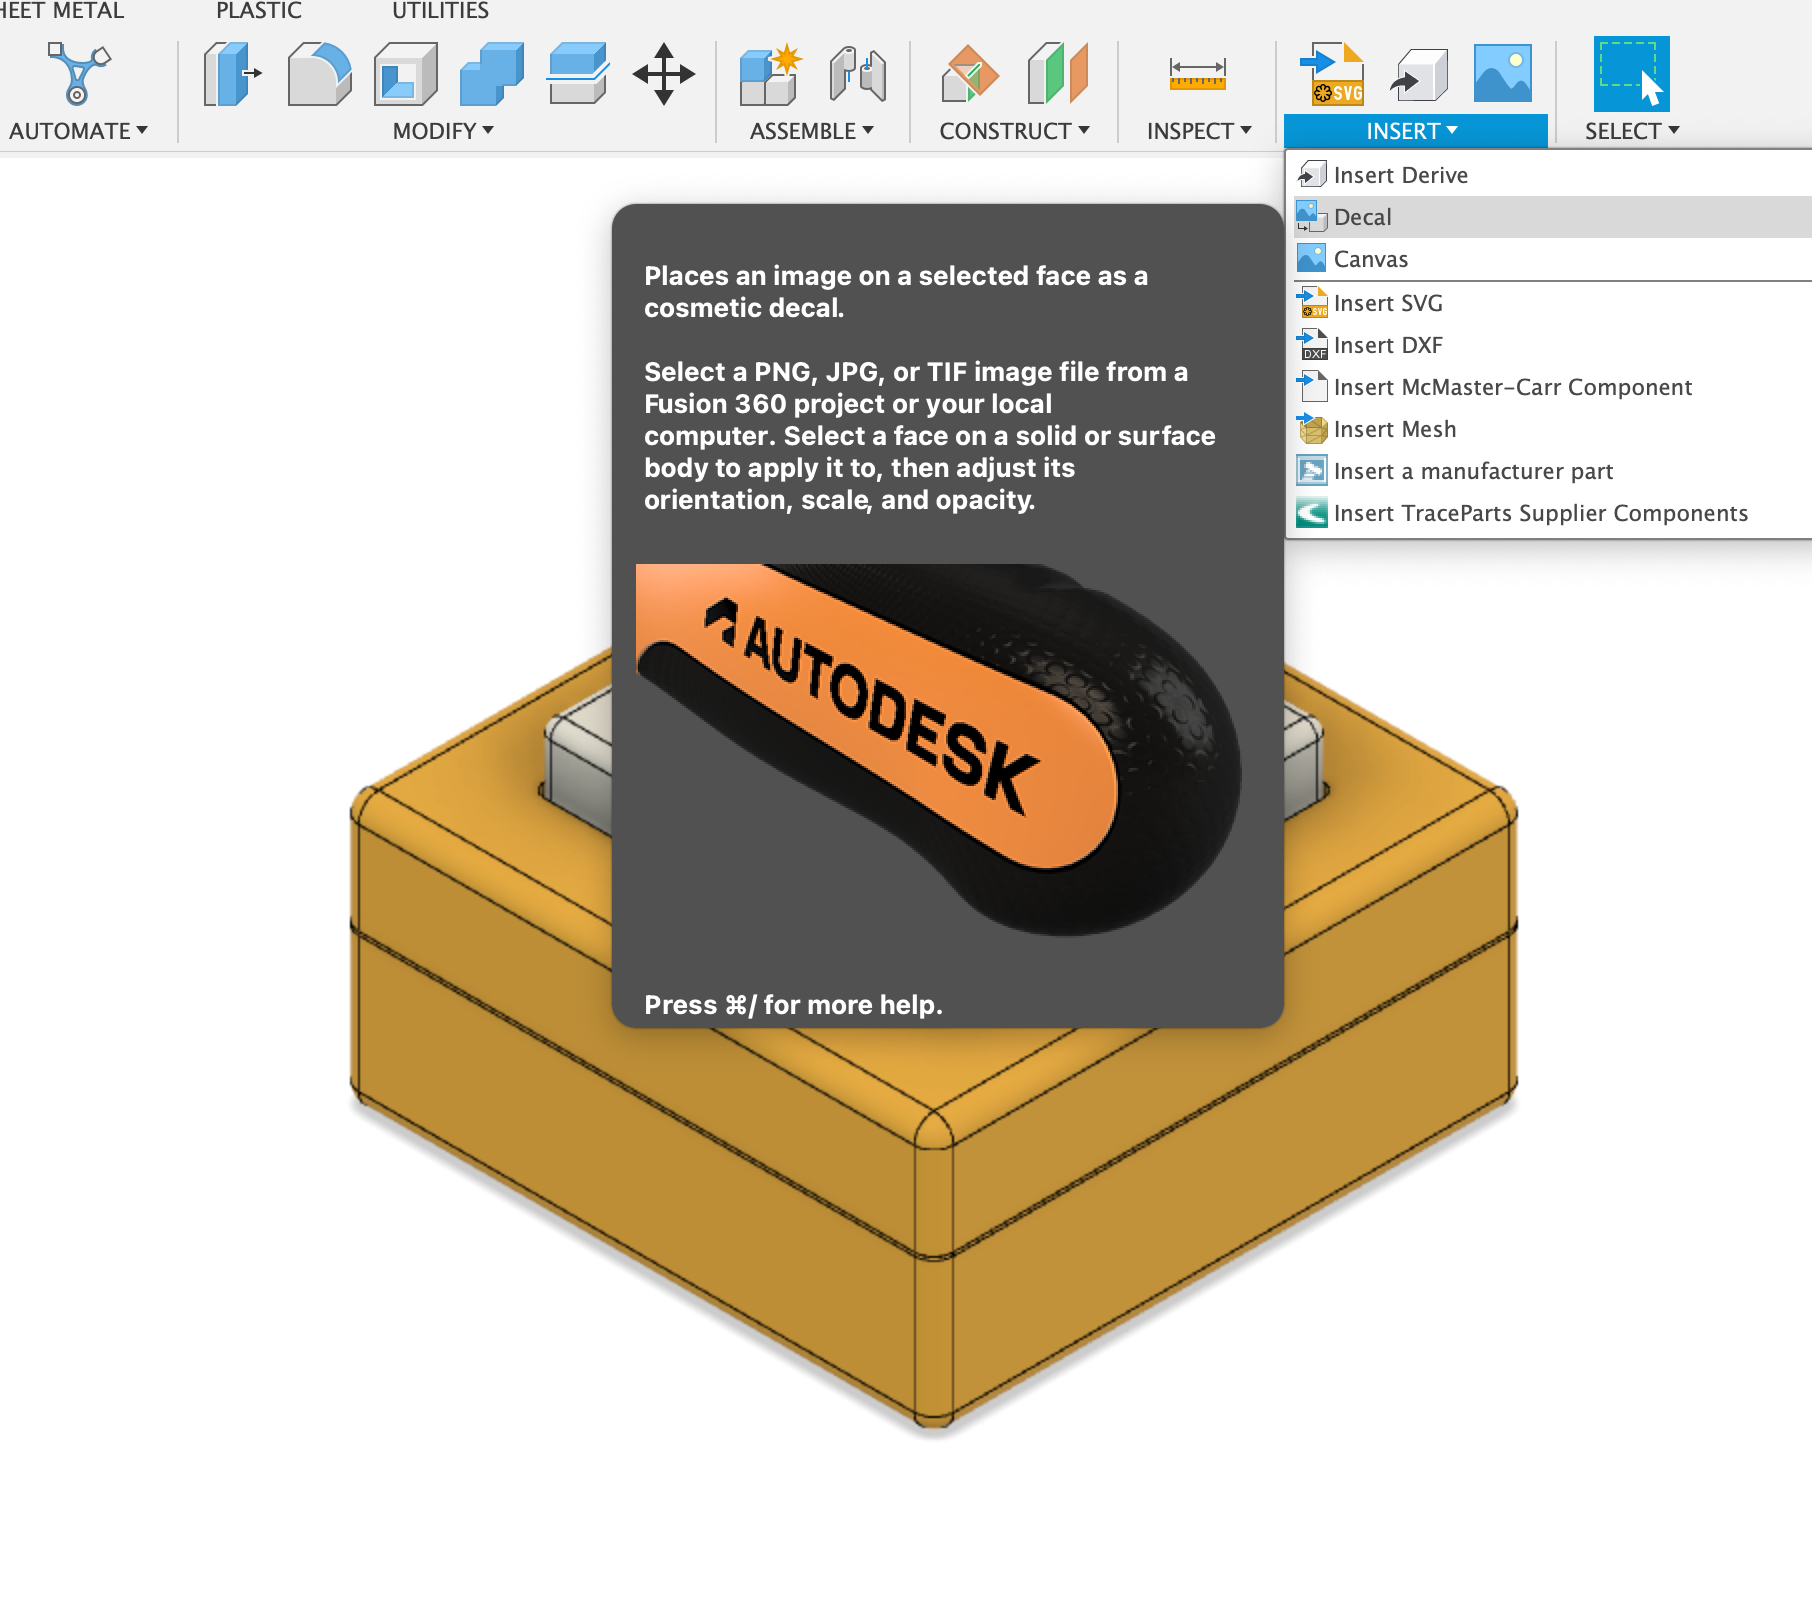 HEET METAL PLASTIC UTILITIES
SVG
AUTOMATE MODIFY ASSEMBLE CONSTRUCT INSPECT INSERT SELECT
Insert Derive
Decal
Canvas
SVG Insert SVG
DXF Insert DXF
Insert McMaster-Carr Component
Insert Mesh
Insert a manufacturer part
Insert TraceParts Supplier Components
Places an image on a selected face as a
cosmetic decal.
Select a PNG, JPG, or TIF image file from a
Fusion 360 project or your local
computer. Select a face on a solid or surface
body to apply it to, then adjust its
orientation, scale, and opacity.
AUTODESK
Press ⌘/ for more help.